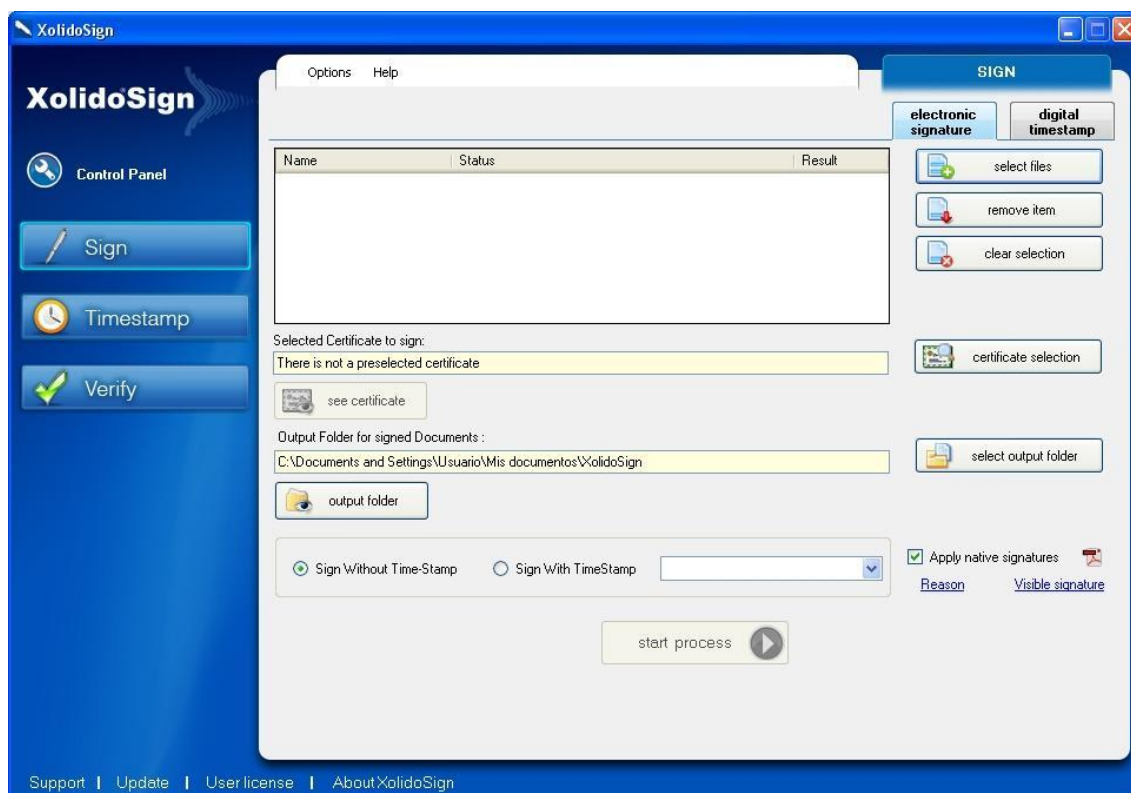 XolidoSign
XolidoSign
Control Panel
Sign
Timestamp
Verify
Options Help
SIGN
electronic signature
digital timestamp
Name Status Result
select files
remove item
clear selection
Selected Certificate to sign:
There is not a preselected certificate
certificate selection
see certificate
Output Folder for signed Documents :
C:\Documents and Settings\Usuario\Mis documentos\XolidoSign
select output folder
output folder
Sign Without Time-Stamp Sign With TimeStamp
Apply native signatures
Reason Visible signature
start process
Support | Update | User license | About XolidoSign